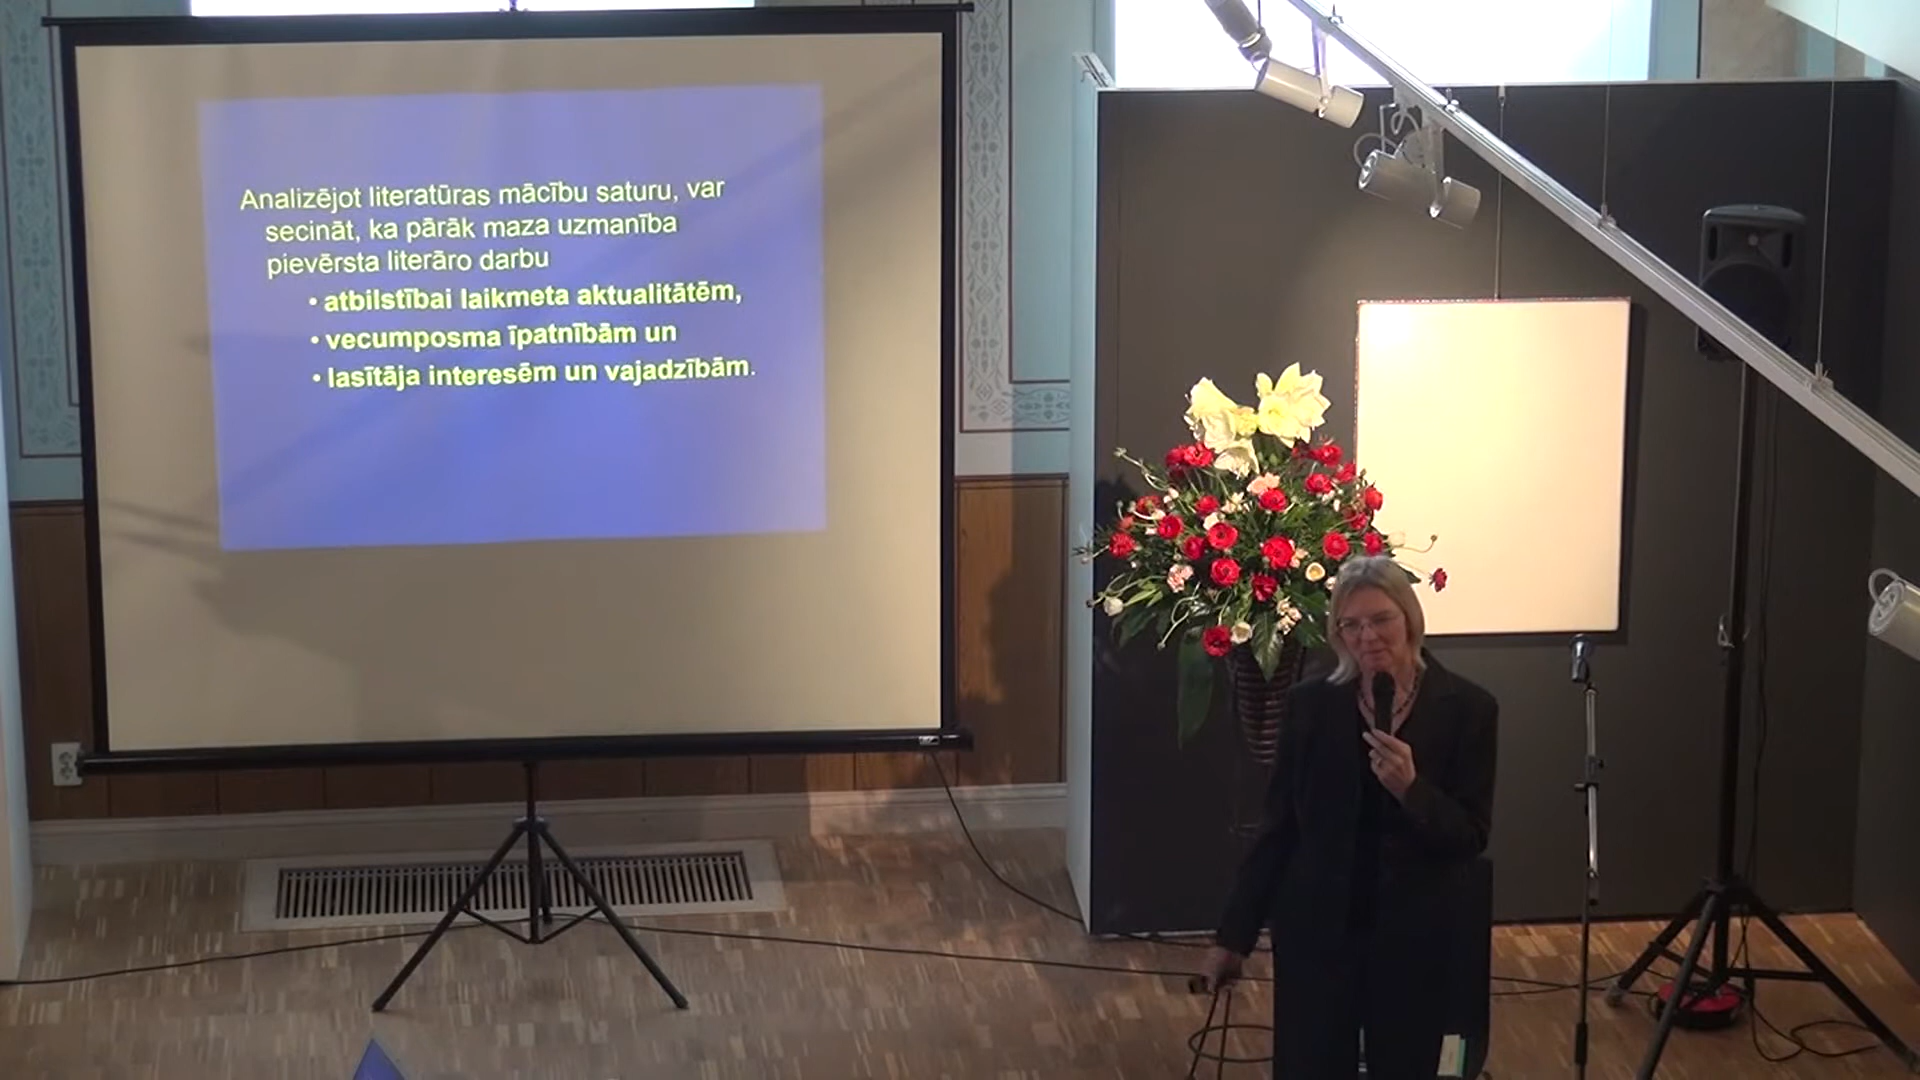 Analizējot literatūras mācību saturu, var
secināt, ka pārāk maza uzmanība
pievērsta literāro darbu
• atbilstībai laikmeta aktualitātēm,
• vecumposma īpatnībām un
• lasītāja interesēm un vajadzībām.